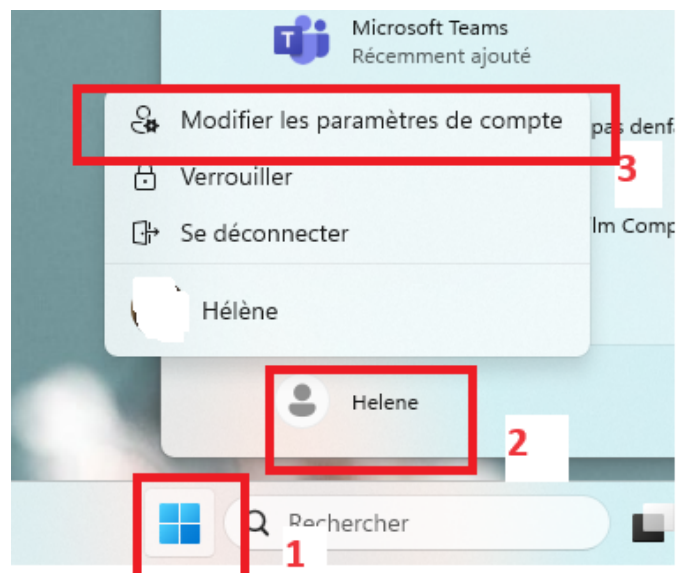 Microsoft Teams
Récemment ajouté
Modifier les paramètres de compte
pas denf
3
Verrouiller
Se déconnecter
lm Comp
Hélène
Helene
2
Rechercher
1